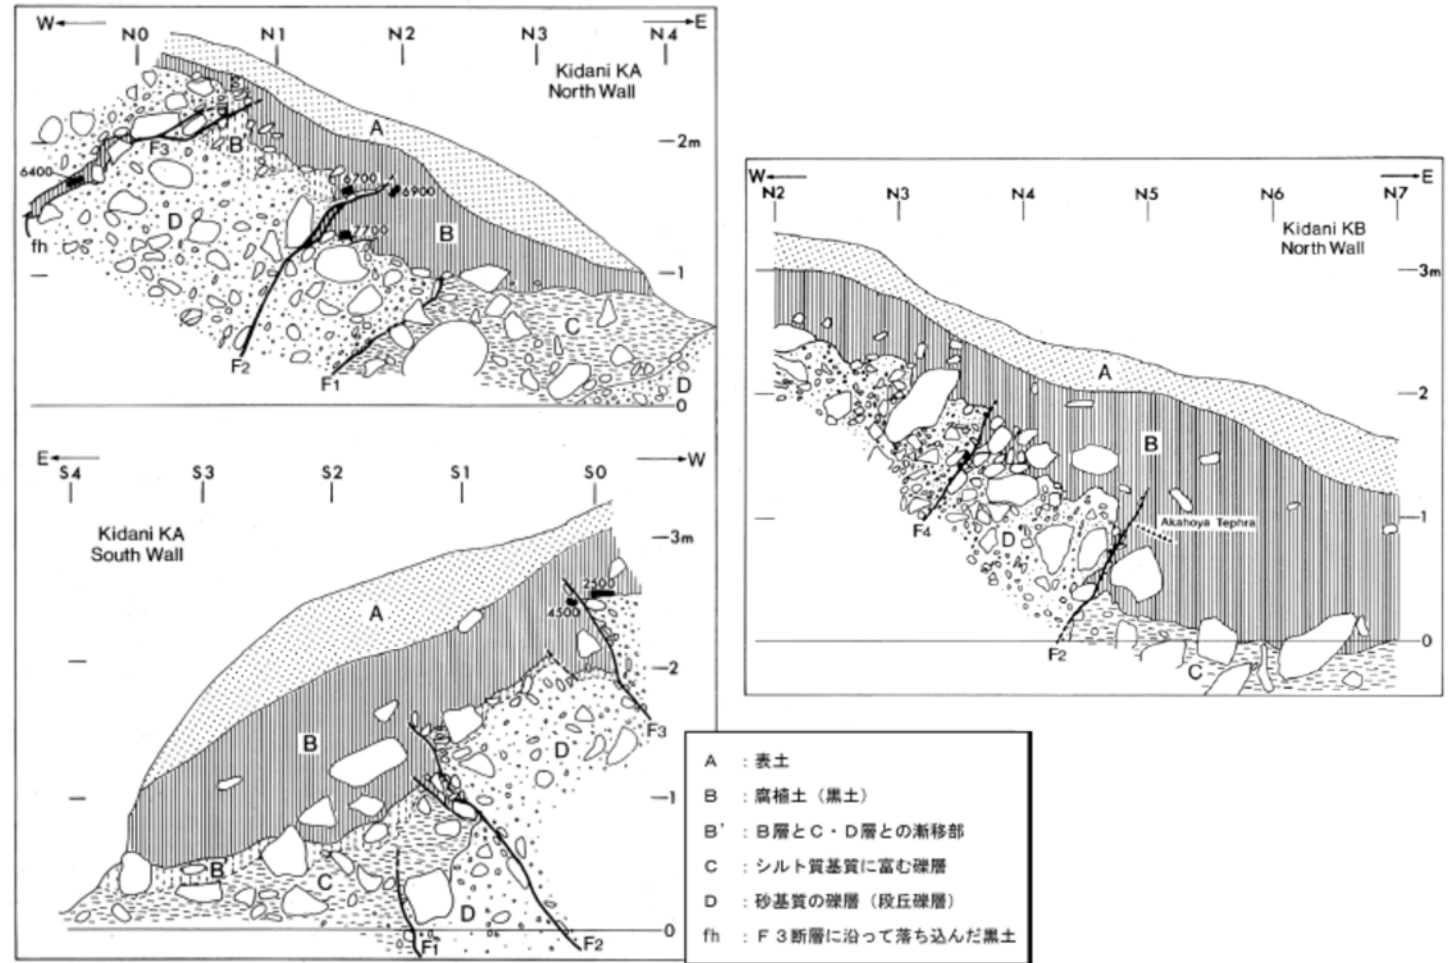 W E
N0 N1 N2 N3 N4
Kidani KA
North Wall
A
2m
F3
B
6400
6700
6900
D
7700
B
fh
1
C
F2
F1
D
0
E W
S4 S3 S2 S1 S0
Kidani KA
South Wall
3m
A
2500
4500
2
B
D
F3
1
B
C
D
0
F1
F2
W E
N2 N3 N4 N5 N6 N7
Kidani KB
North Wall
3m
A
2
B
Akahoya Tephra
1
F4
D
0
F2
C
A : 表土
B : 腐植土（黒土）
B' : B層とC・D層との漸移部
C : シルト質基質に富む礫層
D : 砂基質の礫層（段丘礫層）
fh : F3断層に沿って落ち込んだ黒土